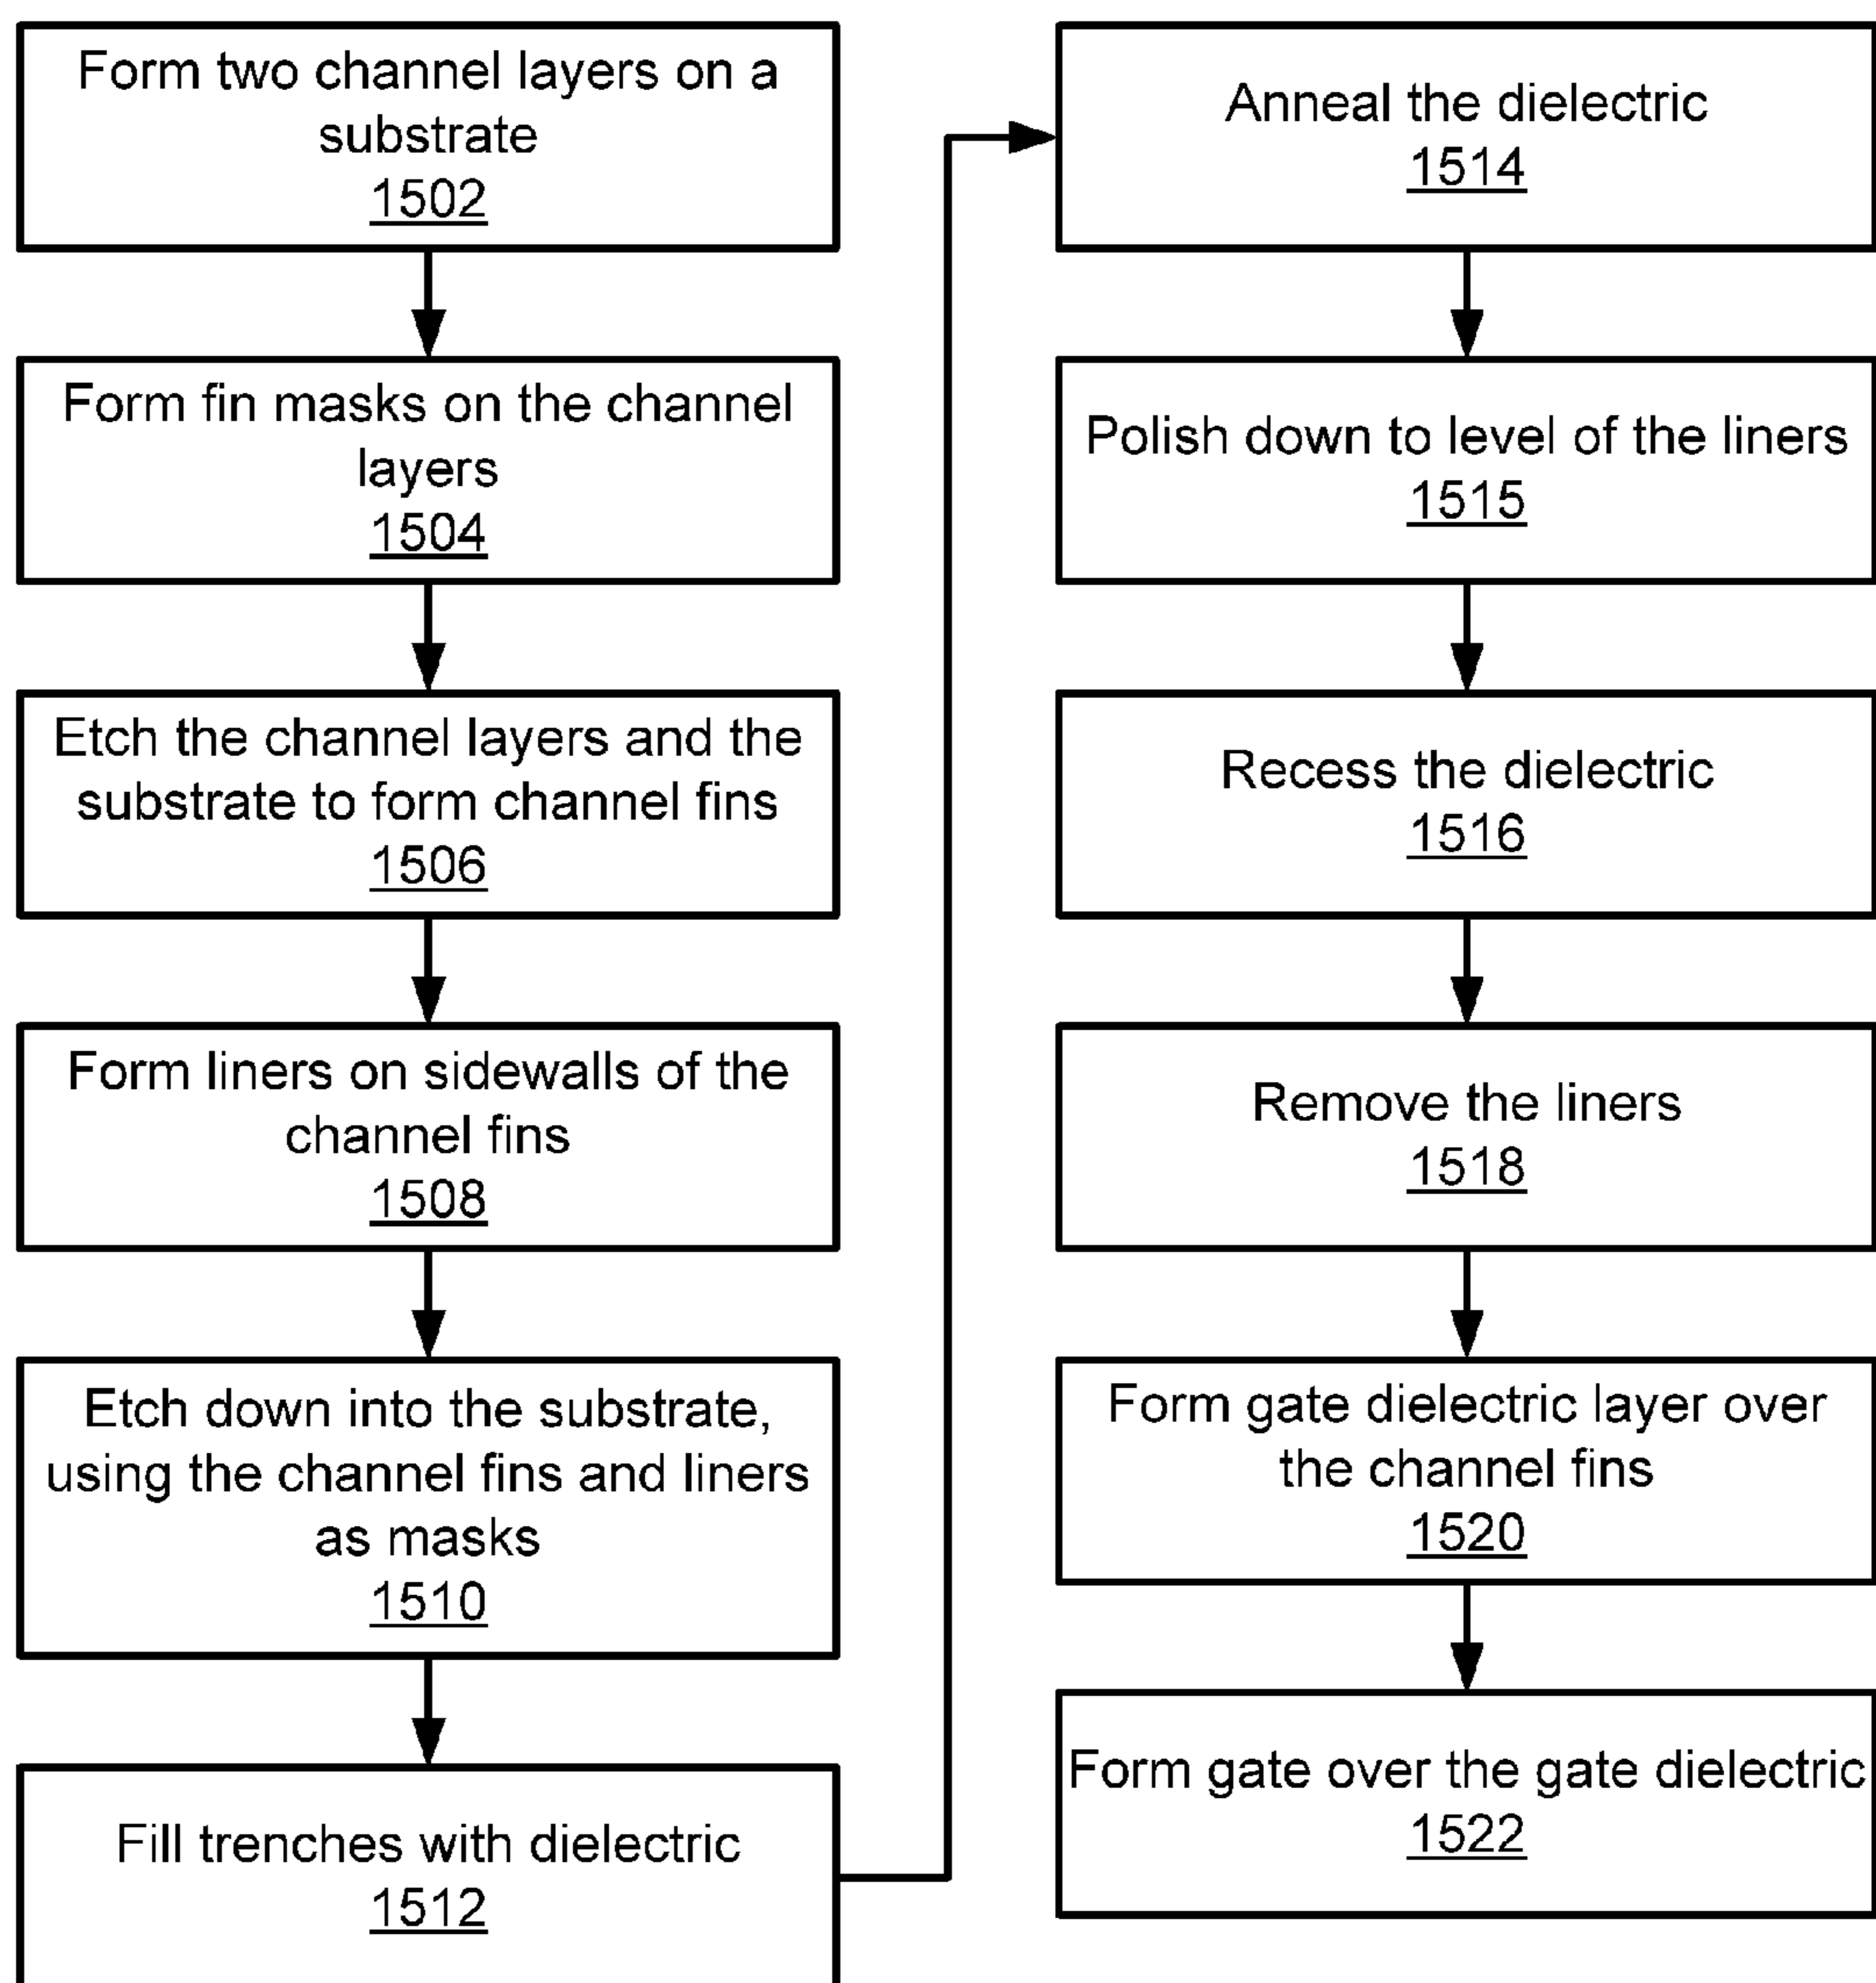 Form two channel layers on a
substrate
1502
Form fin masks on the channel
layers
1504
Etch the channel layers and the
substrate to form channel fins
1506
Form liners on sidewalls of the
channel fins
1508
Etch down into the substrate,
using the channel fins and liners
as masks
1510
Fill trenches with dielectric
1512
Anneal the dielectric
1514
Polish down to level of the liners
1515
Recess the dielectric
1516
Remove the liners
1518
Form gate dielectric layer over
the channel fins
1520
Form gate over the gate dielectric
1522